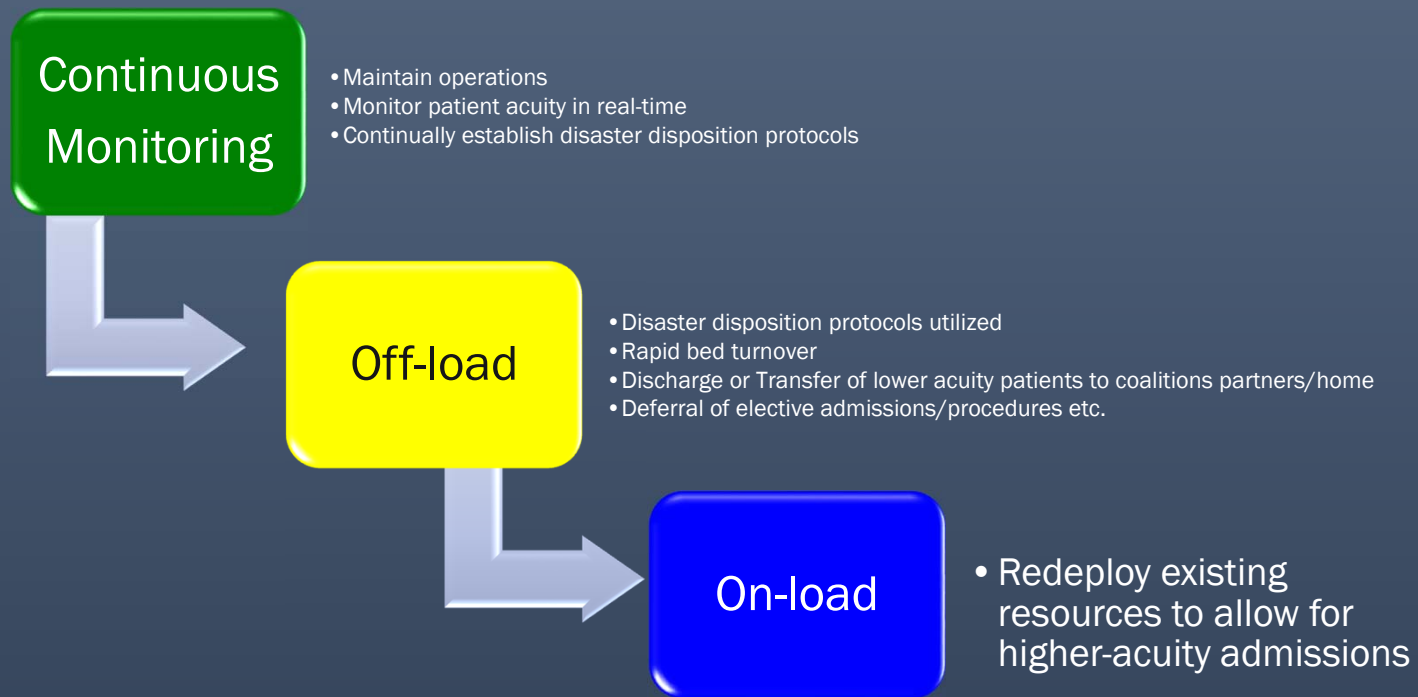 Continuous
Monitoring
•Maintain operations
•Monitor patient acuity in real-time
•Continually establish disaster disposition protocols
Off-load
•Disaster disposition protocols utilized
•Rapid bed turnover
•Discharge or Transfer of lower acuity patients to coalitions partners/home
•Deferral of elective admissions/procedures etc.
On-load
• Redeploy existing
resources to allow for
higher-acuity admissions